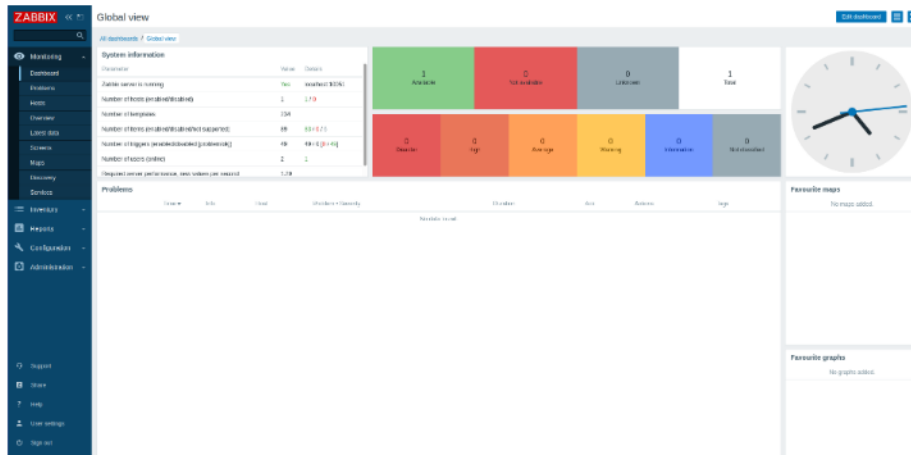 ZABBIX
Global view
Edit dashboard
All dashboards / Global view
Monitoring
Dashboard
Problems
Hosts
Overview
Latest data
Screens
Maps
Discovery
Services
Inventory
Reports
Configuration
Administration
Support
Share
Help
User settings
Sign out
System information
Parameter Value Details
Zabbix server is running Yes localhost:10051
Number of hosts (enabled/disabled) 1 1 / 0
Number of templates
Number of items (enabled/disabled/not supported)
Number of triggers (enabled/disabled [problem/ok])
Number of users (online) 2 1
Required server performance, new values per second
1 Available
0 Not available
0 Unknown
1 Total
0 Disaster
0 High
0 Average
0 Warning
0 Information
0 Not classified
Problems
Time ▼ Info Host Problem • Severity Duration Ack Actions Tags
No data found.
Favourite maps
No maps added.
Favourite graphs
No graphs added.